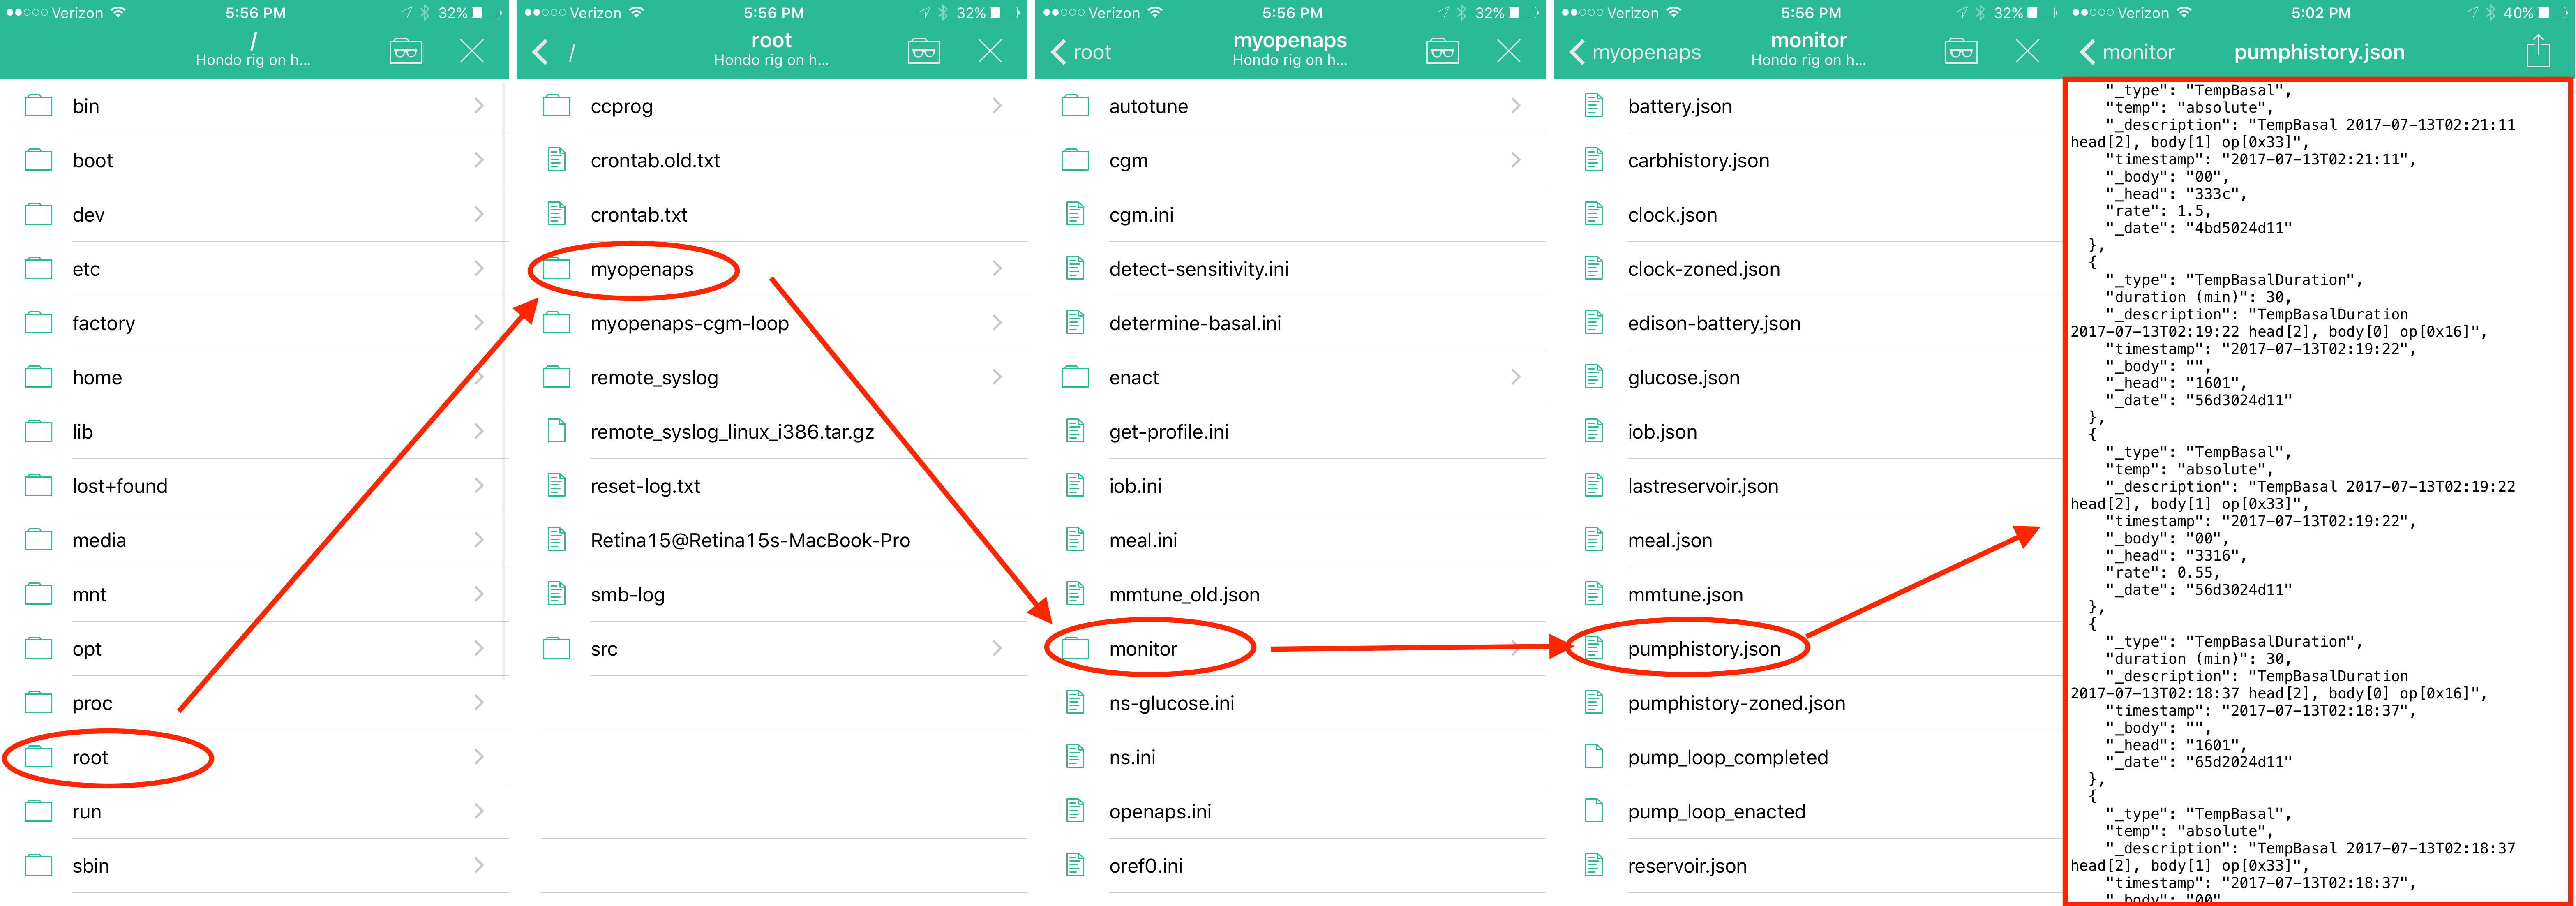 Verizon 5:56 PM 32%
/
Hondo rig on h...
bin
boot
dev
etc
factory
home
lib
lost+found
media
mnt
opt
proc
root
run
sbin
Verizon 5:56 PM 32%
/ root
Hondo rig on h...
ccprog
crontab.old.txt
crontab.txt
myopenaps
myopenaps-cgm-loop
remote_syslog
remote_syslog_linux_i386.tar.gz
reset-log.txt
Retina15@Retina15s-MacBook-Pro
smb-log
src
Verizon 5:56 PM 32%
root myopenaps
Hondo rig on h...
autotune
cgm
cgm.ini
detect-sensitivity.ini
determine-basal.ini
enact
get-profile.ini
iob.ini
meal.ini
mmtune_old.json
monitor
ns-glucose.ini
ns.ini
openaps.ini
oref0.ini
Verizon 5:56 PM 32%
myopenaps monitor
Hondo rig on h...
battery.json
carbhistory.json
clock.json
clock-zoned.json
edison-battery.json
glucose.json
iob.json
lastreservoir.json
meal.json
mmtune.json
pumphistory.json
pumphistory-zoned.json
pump_loop_completed
pump_loop_enacted
reservoir.json
Verizon 5:02 PM 40%
monitor pumphistory.json
"_type": "TempBasal",
"temp": "absolute",
"_description": "TempBasal 2017-07-13T02:21:11
head[2], body[1] op[0x33]",
"timestamp": "2017-07-13T02:21:11",
"_body": "00",
"_head": "333c",
"rate": 1.5,
"_date": "4bd5024d11"
},
{
"_type": "TempBasalDuration",
"duration (min)": 30,
"_description": "TempBasalDuration
2017-07-13T02:19:22 head[2], body[0] op[0x16]",
"timestamp": "2017-07-13T02:19:22",
"_body": "",
"_head": "1601",
"_date": "56d3024d11"
},
{
"_type": "TempBasal",
"temp": "absolute",
"_description": "TempBasal 2017-07-13T02:19:22
head[2], body[1] op[0x33]",
"timestamp": "2017-07-13T02:19:22",
"_body": "00",
"_head": "3316",
"rate": 0.55,
"_date": "56d3024d11"
},
{
"_type": "TempBasalDuration",
"duration (min)": 30,
"_description": "TempBasalDuration
2017-07-13T02:18:37 head[2], body[0] op[0x16]",
"timestamp": "2017-07-13T02:18:37",
"_body": "",
"_head": "1601",
"_date": "65d2024d11"
},
{
"_type": "TempBasal",
"temp": "absolute",
"_description": "TempBasal 2017-07-13T02:18:37
head[2], body[1] op[0x33]",
"timestamp": "2017-07-13T02:18:37",
"_body": "00"